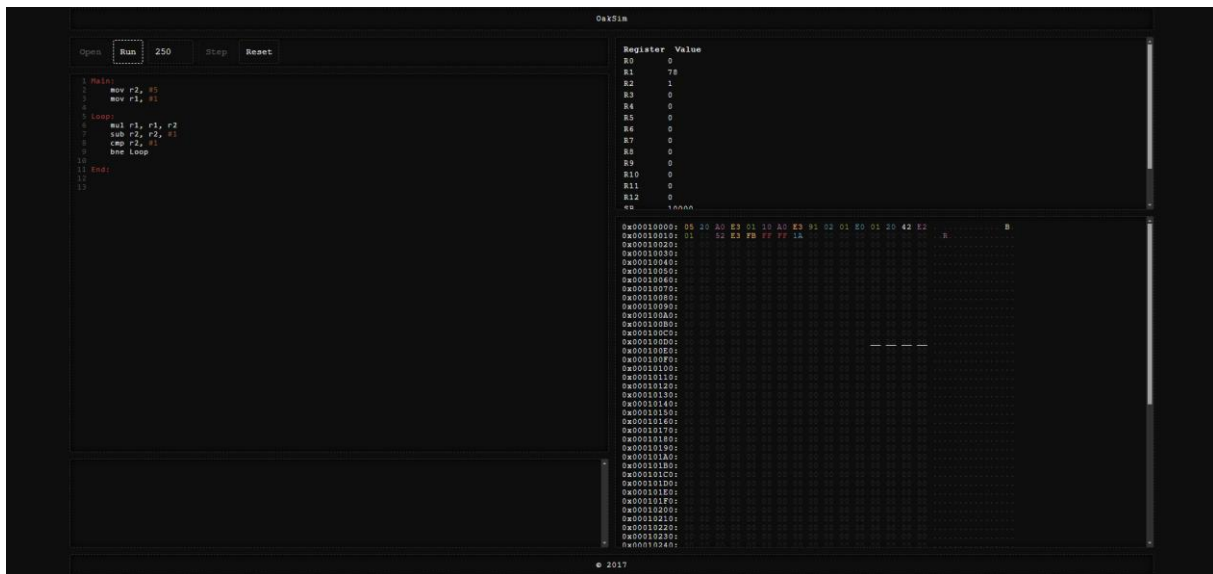 OakSim
Open Run 250 Step Reset
1 Main:
2 mov r2, #5
3 mov r1, #1
4
5 Loop:
6 mul r1, r1, r2
7 sub r2, r2, #1
8 cmp r2, #1
9 bne Loop
10
11 End:
12
13
Register Value
R0 0
R1 78
R2 1
R3 0
R4 0
R5 0
R6 0
R7 0
R8 0
R9 0
R10 0
R11 0
R12 0
SB 10000
0x00010000: 05 20 A0 E3 01 10 A0 E3 91 02 01 E0 01 20 42 E2 . . . . . . . . . . . . . . B .
0x00010010: 01 52 E3 FB FF FF 1A
0x00010020:
0x00010030:
0x00010040:
0x00010050:
0x00010060:
0x00010070:
0x00010080:
0x00010090:
0x000100A0:
0x000100B0:
0x000100C0:
0x000100D0:
0x000100E0:
0x000100F0:
0x00010100:
0x00010110:
0x00010120:
0x00010130:
0x00010140:
0x00010150:
0x00010160:
0x00010170:
0x00010180:
0x00010190:
0x000101A0:
0x000101B0:
0x000101C0:
0x000101D0:
0x000101E0:
0x000101F0:
0x00010200:
0x00010210:
0x00010220:
0x00010230:
0x00010240:
© 2017